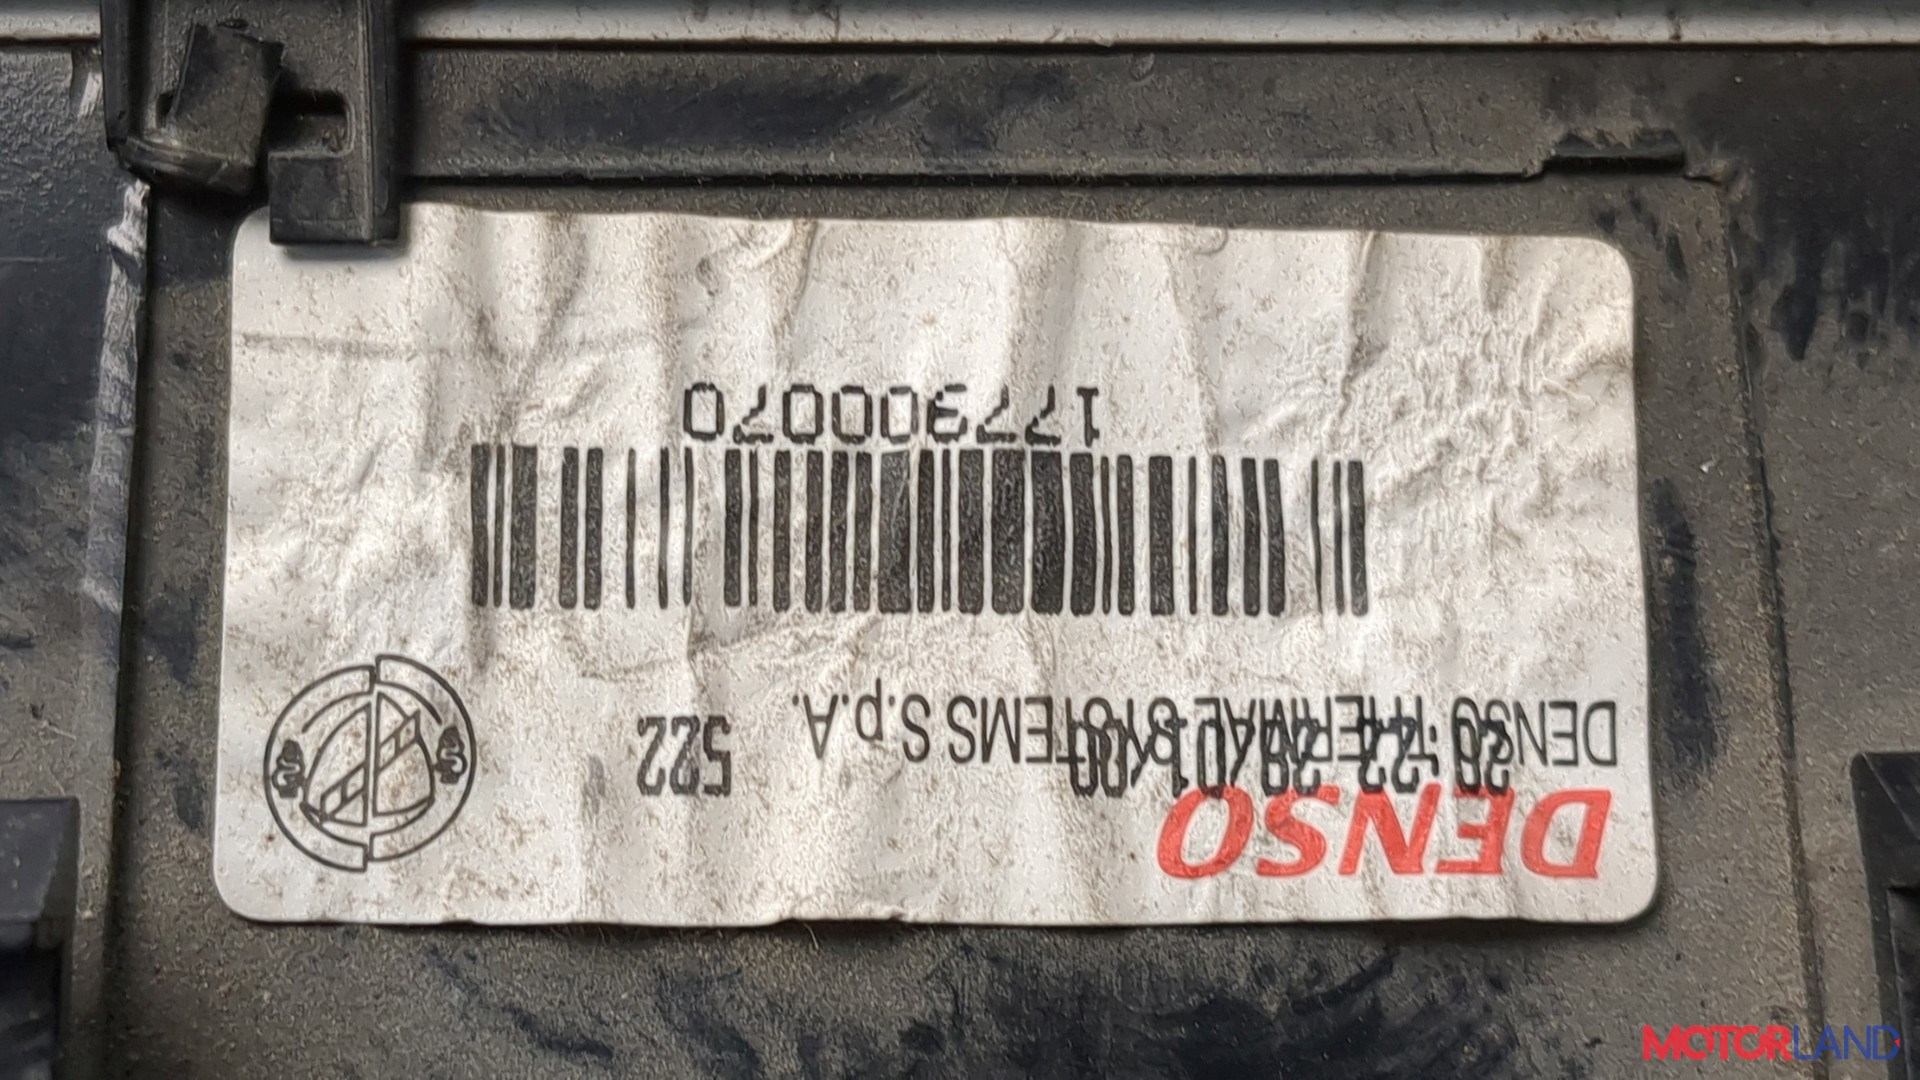 DENSO
DENSO THERMAL SYSTEMS S.p.A.
522
177300070
MOTORLAND